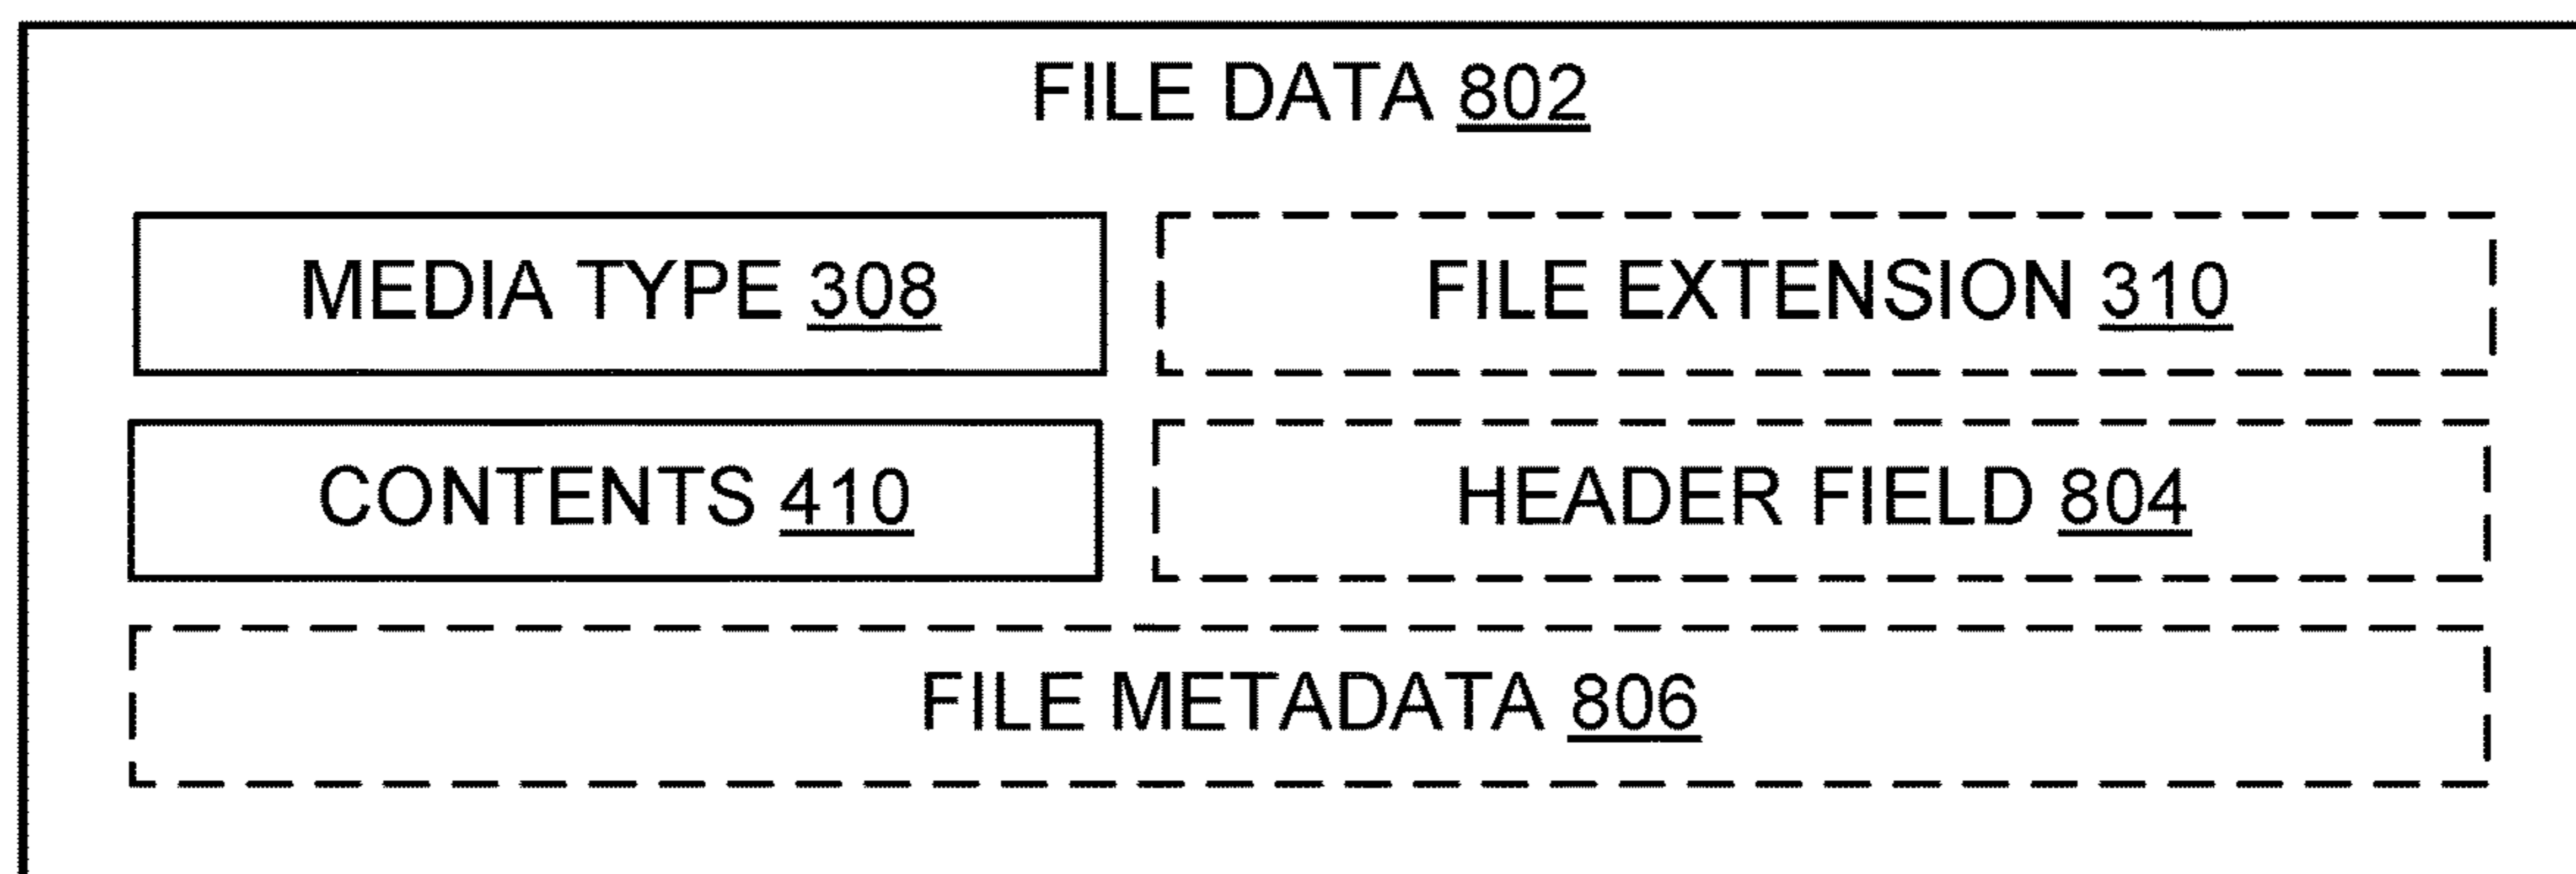 FILE DATA 802
MEDIA TYPE 308
FILE EXTENSION 310
CONTENTS 410
HEADER FIELD 804
FILE METADATA 806